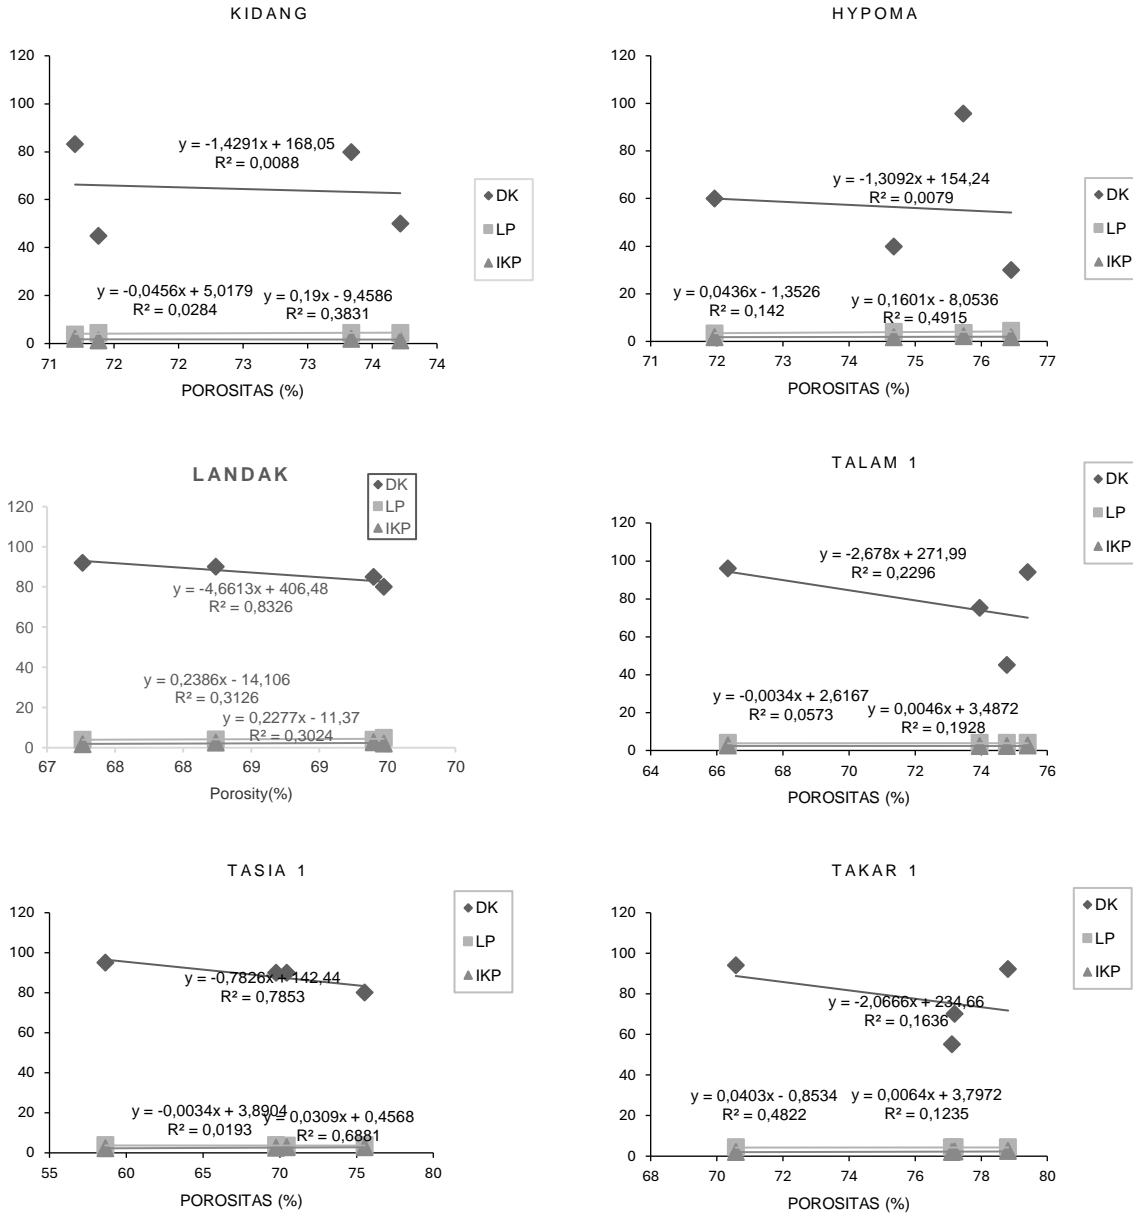 KIDANG
120
100
80
60
40
20
0
y = -1,4291x + 168,05
R² = 0,0088
y = -0,0456x + 5,0179
R² = 0,0284
y = 0,19x - 9,4586
R² = 0,3831
71 72 72 73 73 74 74
POROSITAS (%)
DK
LP
IKP
HYPOMA
120
100
80
60
40
20
0
y = -1,3092x + 154,24
R² = 0,0079
y = 0,0436x - 1,3526
R² = 0,142
y = 0,1601x - 8,0536
R² = 0,4915
71 72 73 74 75 76 77
POROSITAS (%)
DK
LP
IKP
LANDAK
DK
LP
IKP
120
100
80
60
40
20
0
y = -4,6613x + 406,48
R² = 0,8326
y = 0,2386x - 14,106
R² = 0,3126
y = 0,2277x - 11,37
R² = 0,3024
67 68 68 69 69 70 70
Porosity(%)
TALAM 1
DK
LP
IKP
120
100
80
60
40
20
0
y = -2,678x + 271,99
R² = 0,2296
y = -0,0034x + 2,6167
R² = 0,0573
y = 0,0046x + 3,4872
R² = 0,1928
64 66 68 70 72 74 76
POROSITAS (%)
TASIA 1
DK
LP
IKP
120
100
80
60
40
20
0
y = -0,7826x + 142,44
R² = 0,7853
y = -0,0034x + 3,8904
R² = 0,0193
y = 0,0309x + 0,4568
R² = 0,6881
55 60 65 70 75 80
POROSITAS (%)
TAKAR 1
DK
LP
IKP
120
100
80
60
40
20
0
y = -2,0666x + 234,66
R² = 0,1636
y = 0,0403x - 0,8534
R² = 0,4822
y = 0,0064x + 3,7972
R² = 0,1235
68 70 72 74 76 78 80
POROSITAS (%)